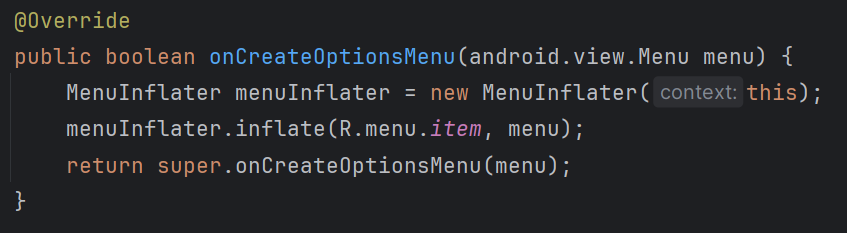 @Override
public boolean onCreateOptionsMenu(android.view.Menu menu) {
    MenuInflater menuInflater = new MenuInflater( context: this);
    menuInflater.inflate(R.menu.item, menu);
    return super.onCreateOptionsMenu(menu);
}